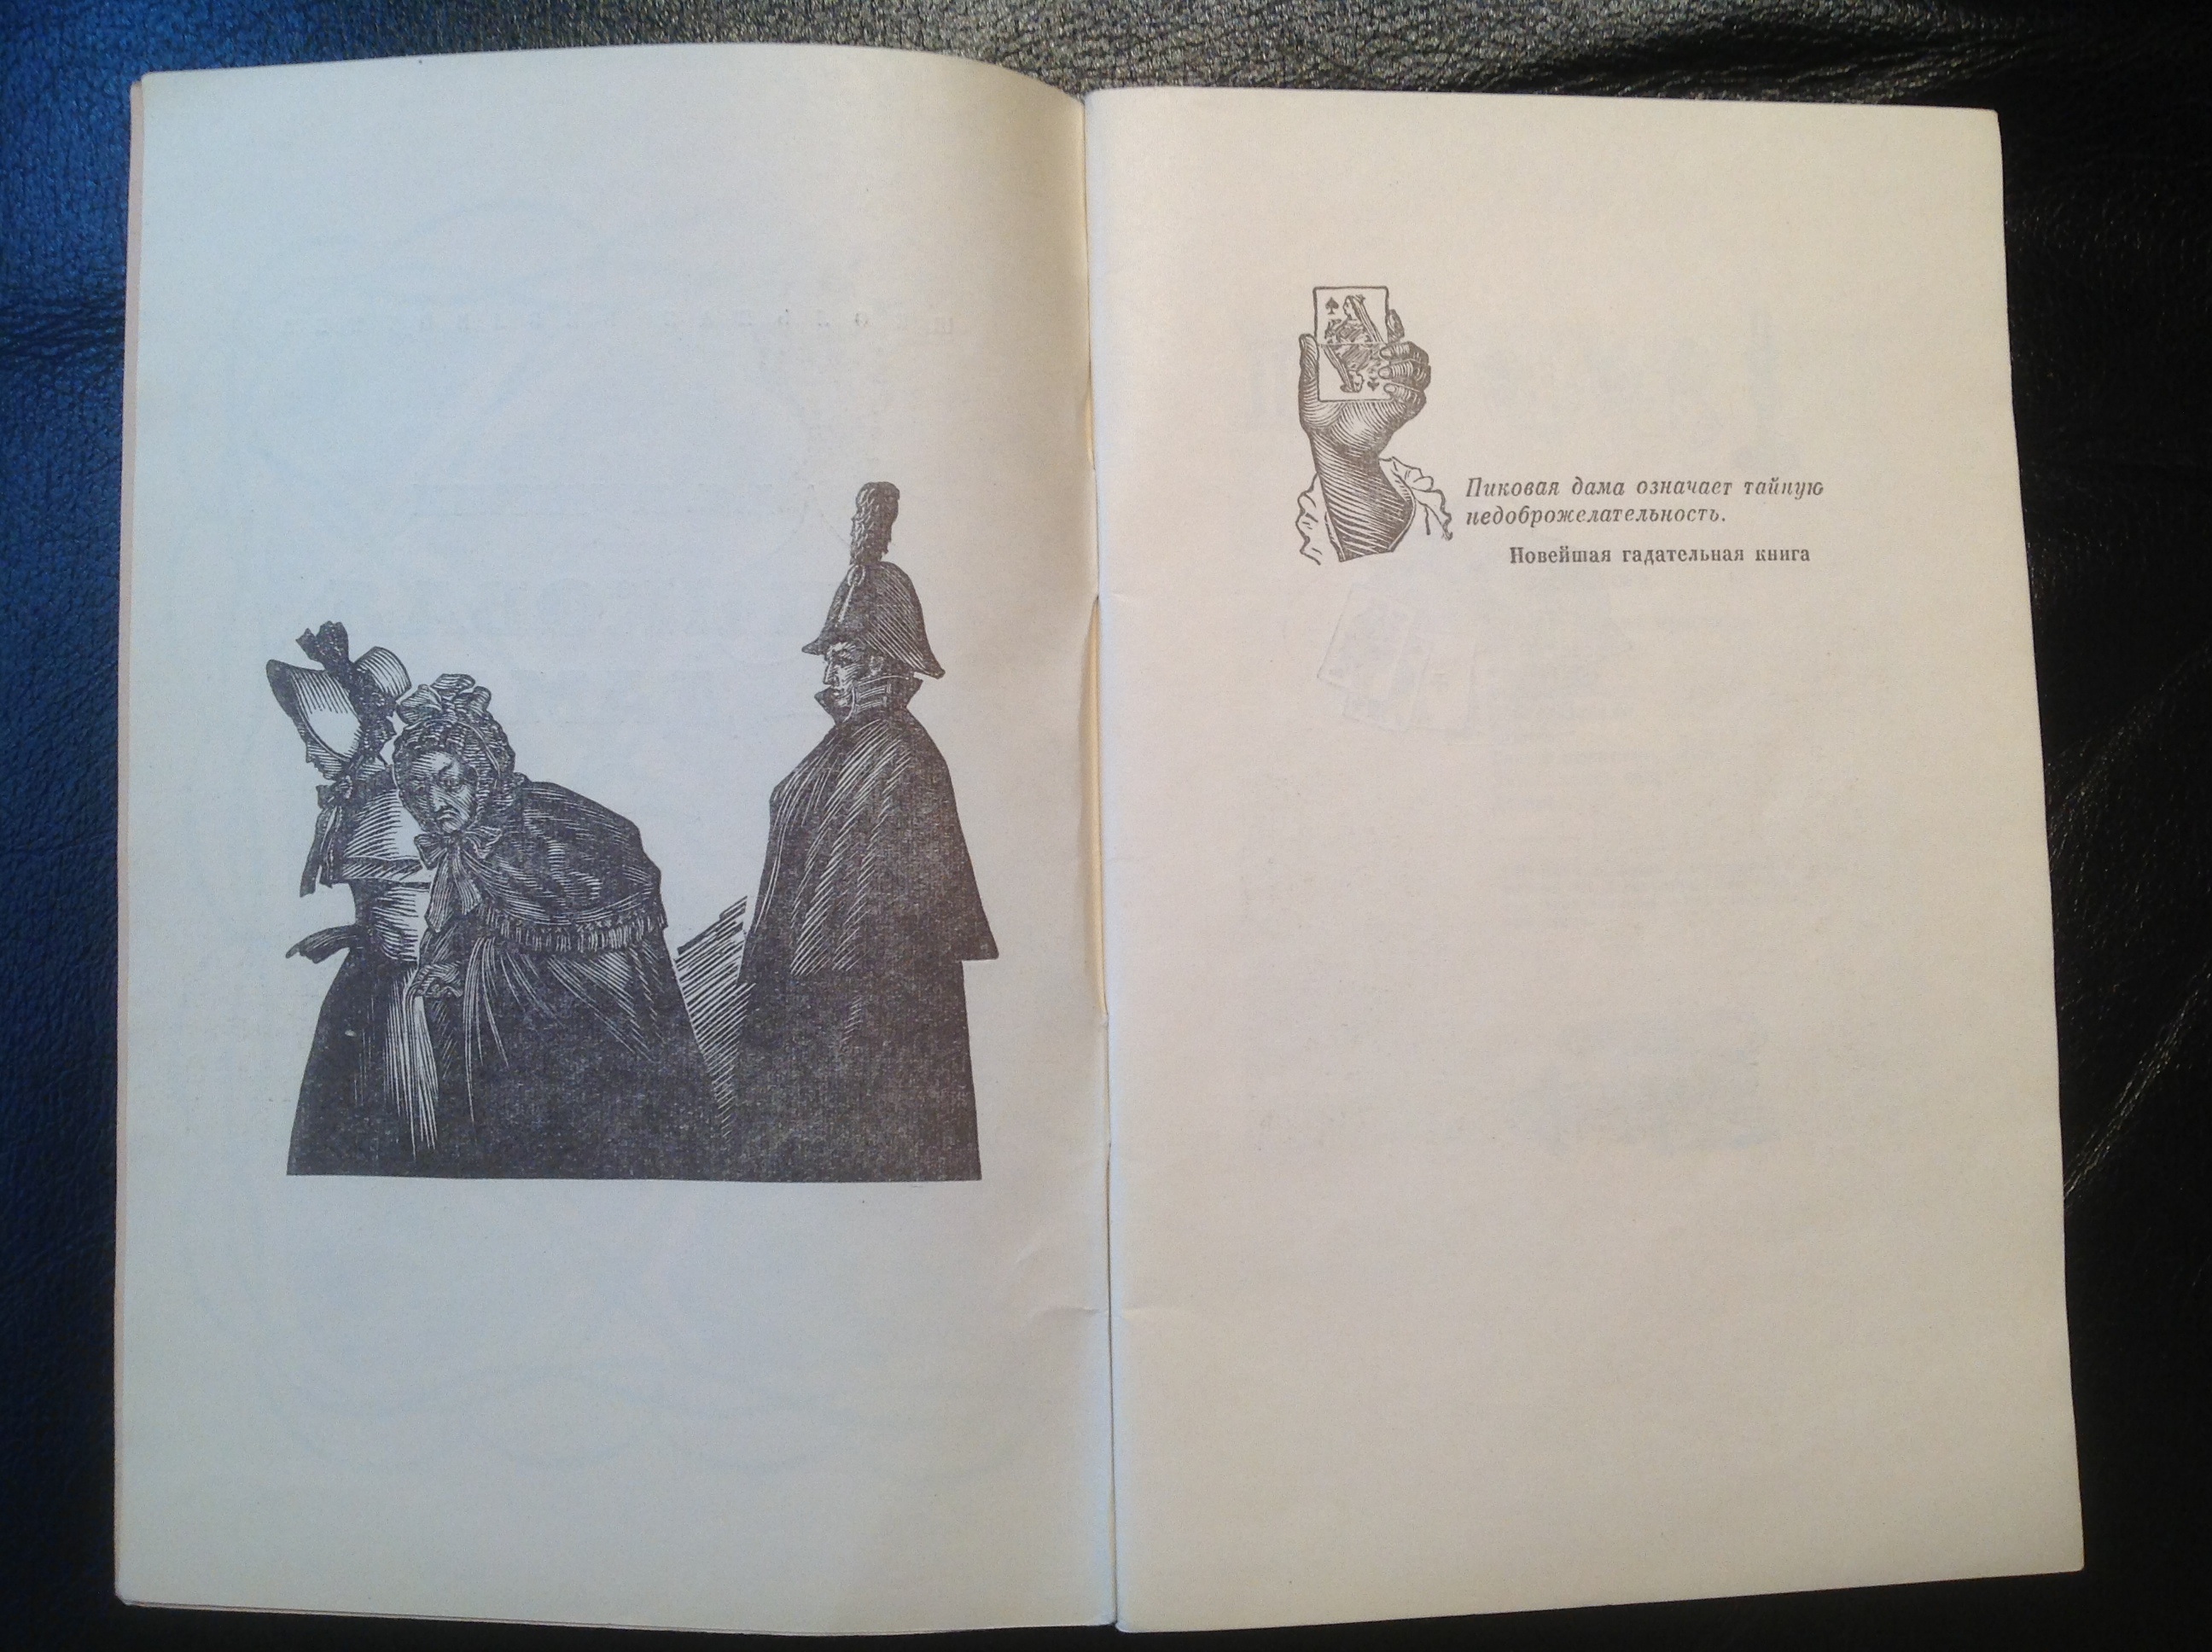 Пиковая дама означает тайную
недоброжелательность.
Новейшая гадательная книга